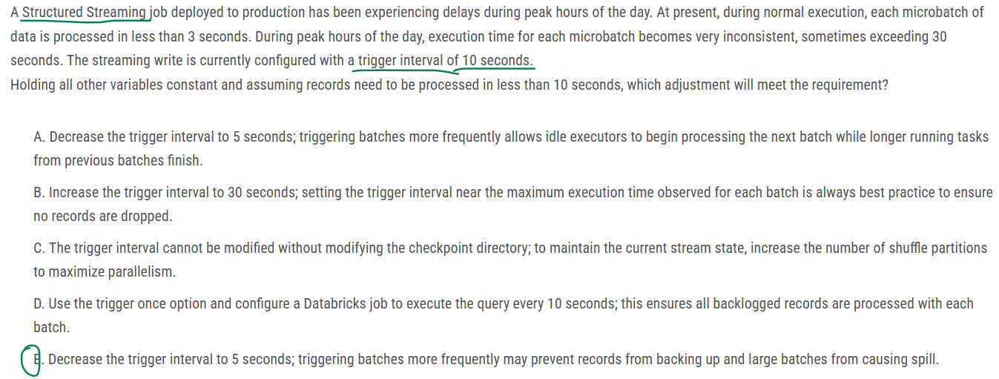 A Structured Streaming job deployed to production has been experiencing delays during peak hours of the day. At present, during normal execution, each microbatch of
data is processed in less than 3 seconds. During peak hours of the day, execution time for each microbatch becomes very inconsistent, sometimes exceeding 30
seconds. The streaming write is currently configured with a trigger interval of 10 seconds.
Holding all other variables constant and assuming records need to be processed in less than 10 seconds, which adjustment will meet the requirement?
A. Decrease the trigger interval to 5 seconds; triggering batches more frequently allows idle executors to begin processing the next batch while longer running tasks
from previous batches finish.
B. Increase the trigger interval to 30 seconds; setting the trigger interval near the maximum execution time observed for each batch is always best practice to ensure
no records are dropped.
C. The trigger interval cannot be modified without modifying the checkpoint directory; to maintain the current stream state, increase the number of shuffle partitions
to maximize parallelism.
D. Use the trigger once option and configure a Databricks job to execute the query every 10 seconds; this ensures all backlogged records are processed with each
batch.
E. Decrease the trigger interval to 5 seconds; triggering batches more frequently may prevent records from backing up and large batches from causing spill.